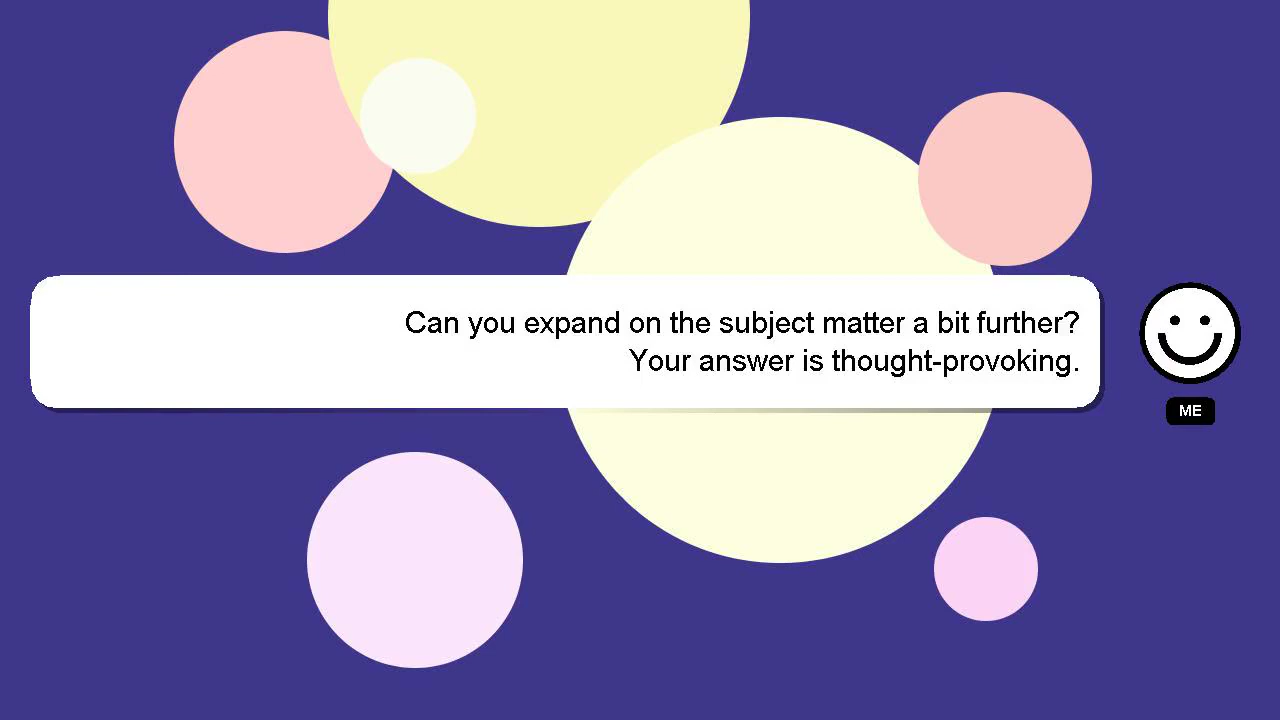 Can you expand on the subject matter a bit further?
Your answer is thought-provoking.
ME